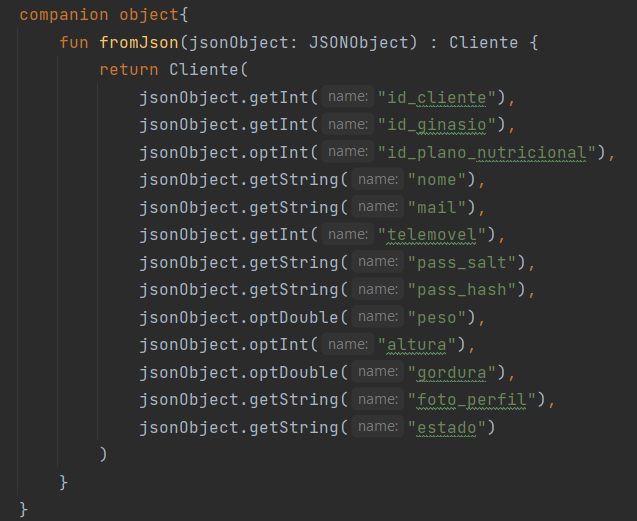 companion object{
fun fromJson(jsonObject: JSONObject) : Cliente {
return Cliente(
jsonObject.getInt( name: "id_cliente"),
jsonObject.getInt( name: "id_ginasio"),
jsonObject.optInt( name: "id_plano_nutricional"),
jsonObject.getString( name: "nome"),
jsonObject.getString( name: "mail"),
jsonObject.getInt( name: "telemovel"),
jsonObject.getString( name: "pass_salt"),
jsonObject.getString( name: "pass_hash"),
jsonObject.optDouble( name: "peso"),
jsonObject.optInt( name: "altura"),
jsonObject.optDouble( name: "gordura"),
jsonObject.getString( name: "foto_perfil"),
jsonObject.getString( name: "estado")
)
}
}